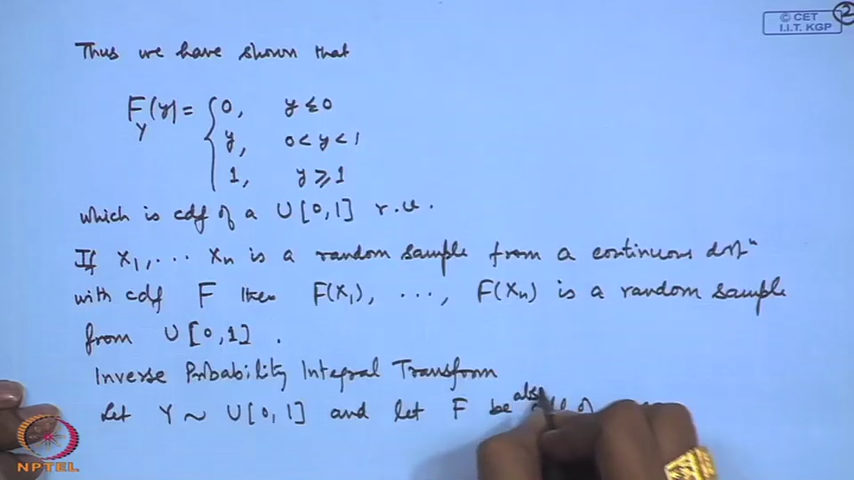 © CET
I.I.T. KGP
2
Thus we have shown that
F_Y(y) = { 0, y ≤ 0
y, 0 < y < 1
1, y ≥ 1
which is cdf of a U[0,1] r.v.
If X₁, ... Xn is a random sample from a continuous distⁿ
with cdf F then F(X₁), ..., F(Xn) is a random sample
from U[0,1].
Inverse Probability Integral Transform
Let Y ~ U[0,1] and let F be
NPTEL